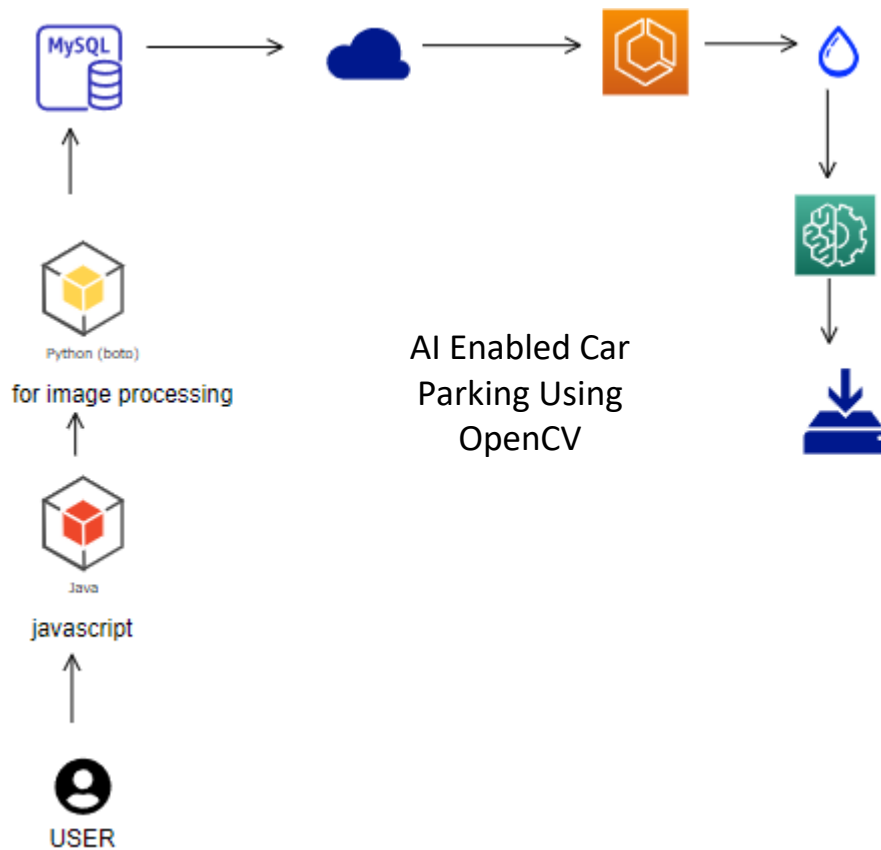 MySQL
Python (boto)
for image processing
AI Enabled Car
Parking Using
OpenCV
Java
javascript
USER